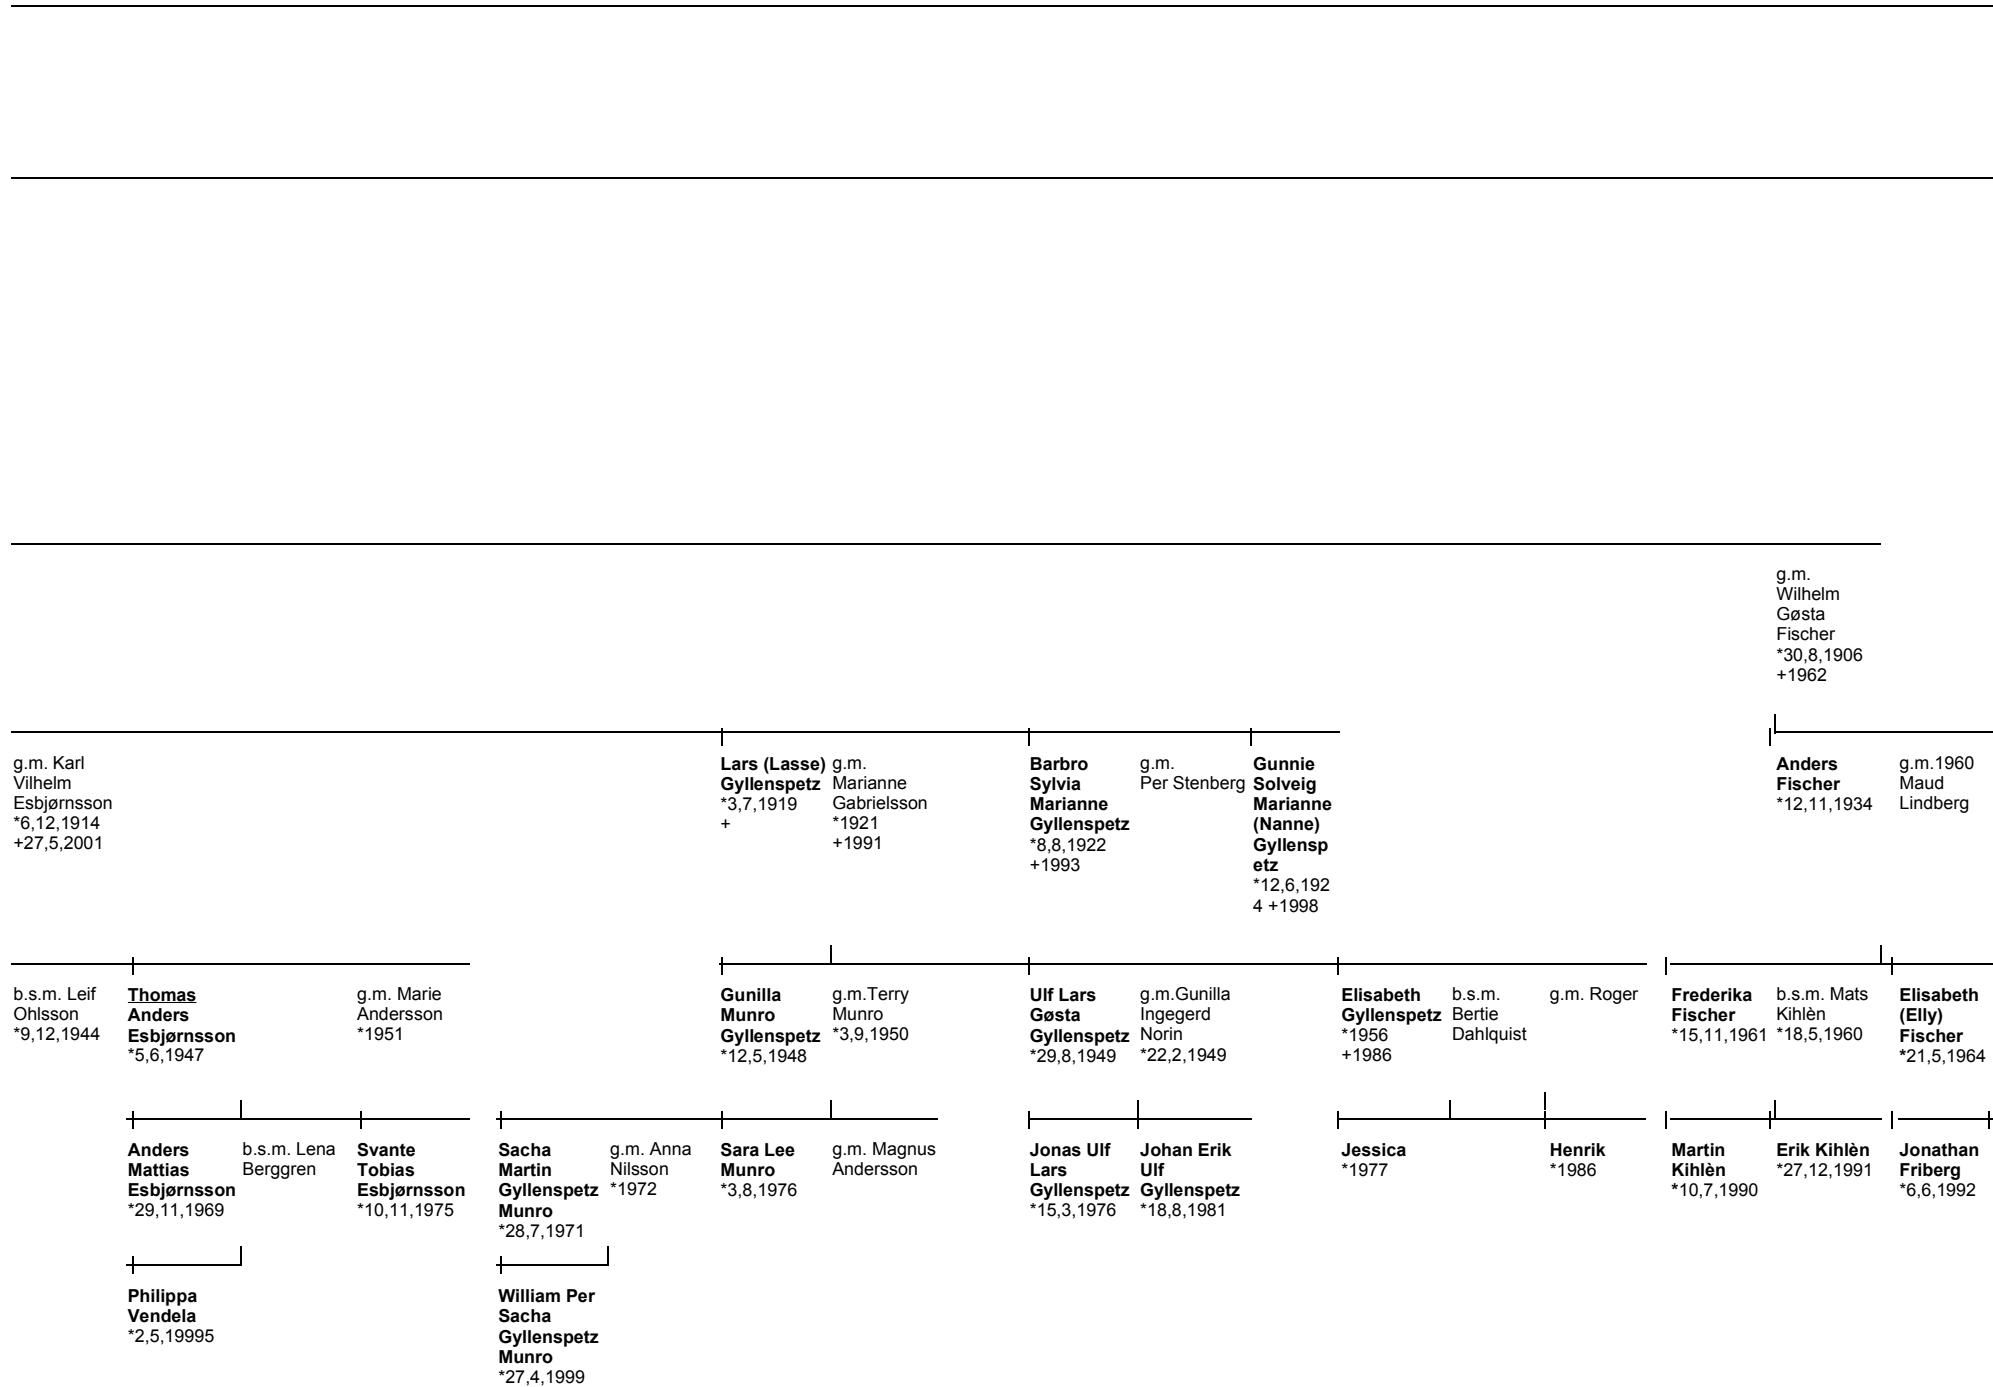 g.m.
Wilhelm
Gøsta
Fischer
*30,8,1906
+1962
g.m. Karl
Vilhelm
Esbjørnsson
*6,12,1914
+27,5,2001
Lars (Lasse)
Gyllenspetz
*3,7,1919
+
g.m.
Marianne
Gabrielsson
*1921
+1991
Barbro
Sylvia
Marianne
Gyllenspetz
*8,8,1922
+1993
g.m.
Per Stenberg
Gunnie
Solveig
Marianne
(Nanne)
Gyllensp
etz
*12,6,192
4 +1998
Anders
Fischer
*12,11,1934
g.m.1960
Maud
Lindberg
b.s.m. Leif
Ohlsson
*9,12,1944
Thomas
Anders
Esbjørnsson
*5,6,1947
g.m. Marie
Andersson
*1951
Gunilla
Munro
Gyllenspetz
*12,5,1948
g.m.Terry
Munro
*3,9,1950
Ulf Lars
Gøsta
Gyllenspetz
*29,8,1949
g.m.Gunilla
Ingegerd
Norin
*22,2,1949
Elisabeth
Gyllenspetz
*1956
+1986
b.s.m.
Bertie
Dahlquist
g.m. Roger
Frederika
Fischer
*15,11,1961
b.s.m. Mats
Kihlèn
*18,5,1960
Elisabeth
(Elly)
Fischer
*21,5,1964
Anders
Mattias
Esbjørnsson
*29,11,1969
b.s.m. Lena
Berggren
Svante
Tobias
Esbjørnsson
*10,11,1975
Sacha
Martin
Gyllenspetz
Munro
*28,7,1971
g.m. Anna
Nilsson
*1972
Sara Lee
Munro
*3,8,1976
g.m. Magnus
Andersson
Jonas Ulf
Lars
Gyllenspetz
*15,3,1976
Johan Erik
Ulf
Gyllenspetz
*18,8,1981
Jessica
*1977
Henrik
*1986
Martin
Kihlèn
*10,7,1990
Erik Kihlèn
*27,12,1991
Jonathan
Friberg
*6,6,1992
Philippa
Vendela
*2,5,19995
William Per
Sacha
Gyllenspetz
Munro
*27,4,1999